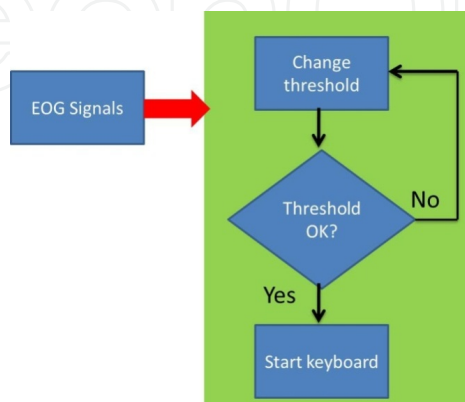 Change
threshold
EOG Signals
Threshold
OK?
No
Yes
Start keyboard